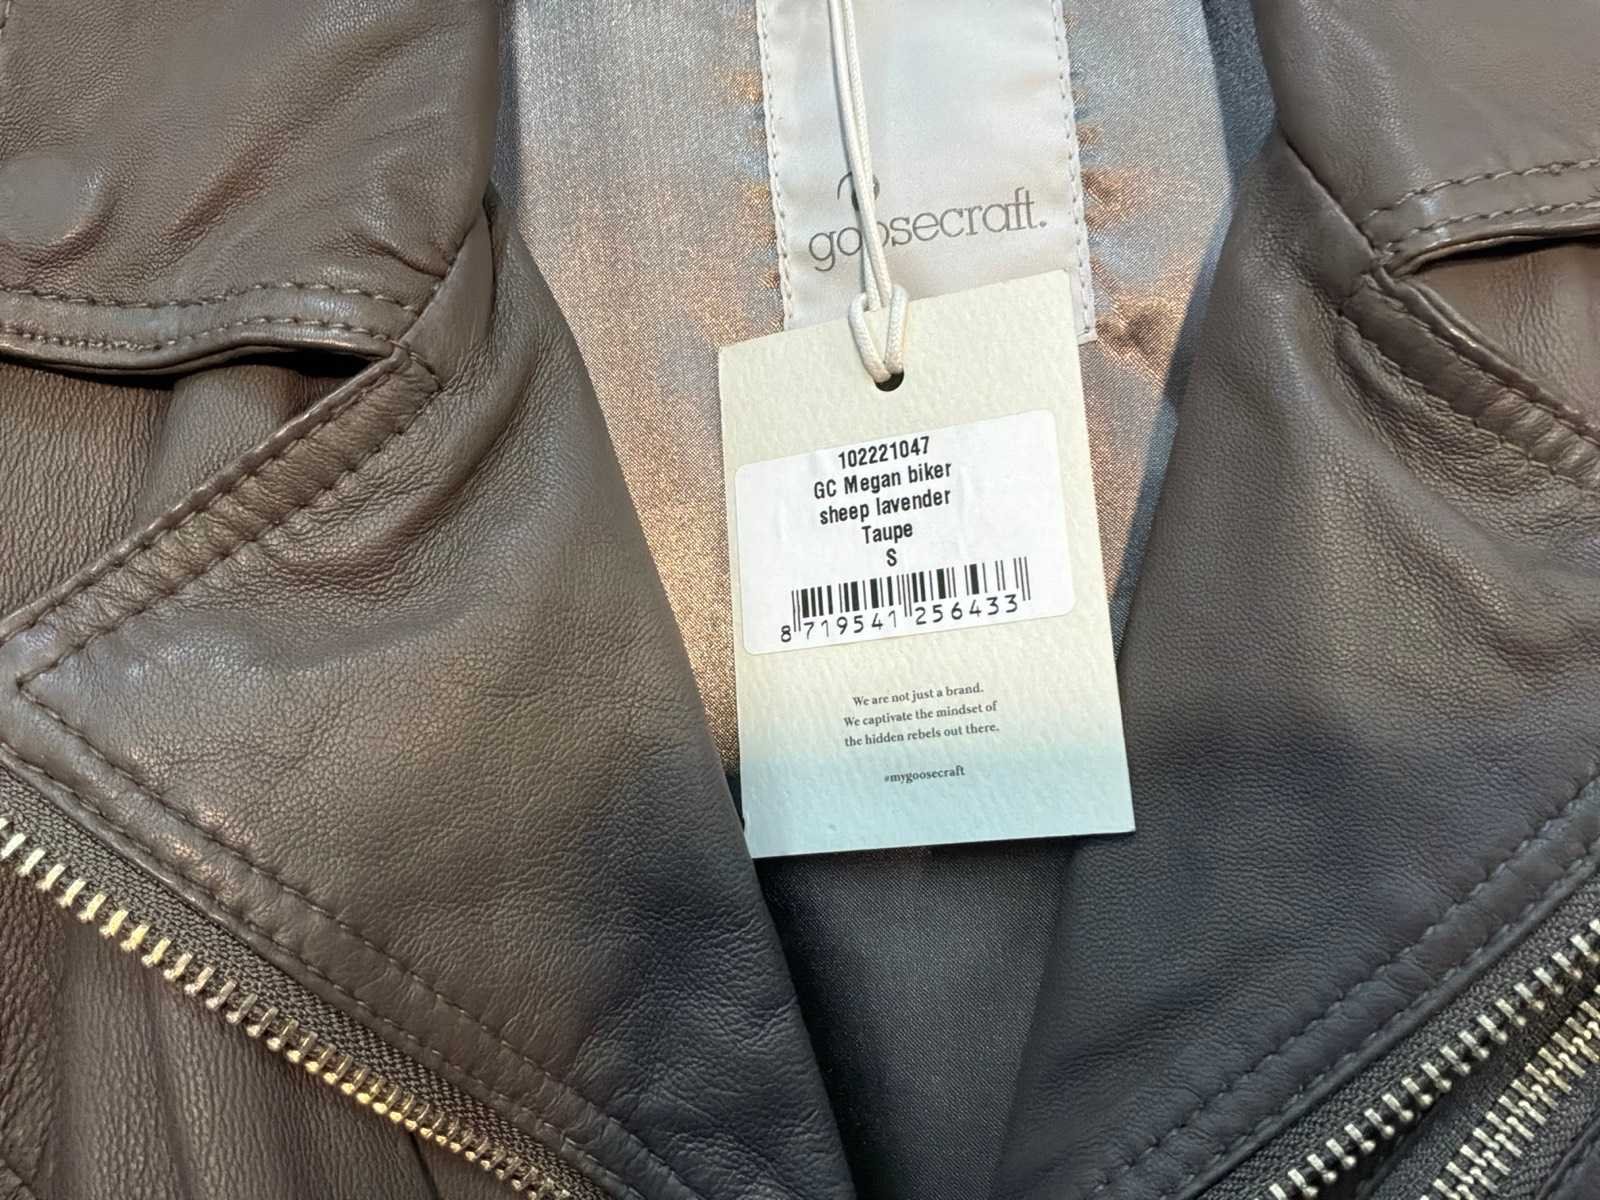 goosecraft.
102221047
GC Megan biker
sheep lavender
Taupe
S
8 719541 256433
We are not just a brand.
We captivate the mindset of
the hidden rebels out there.
#mygoosecraft